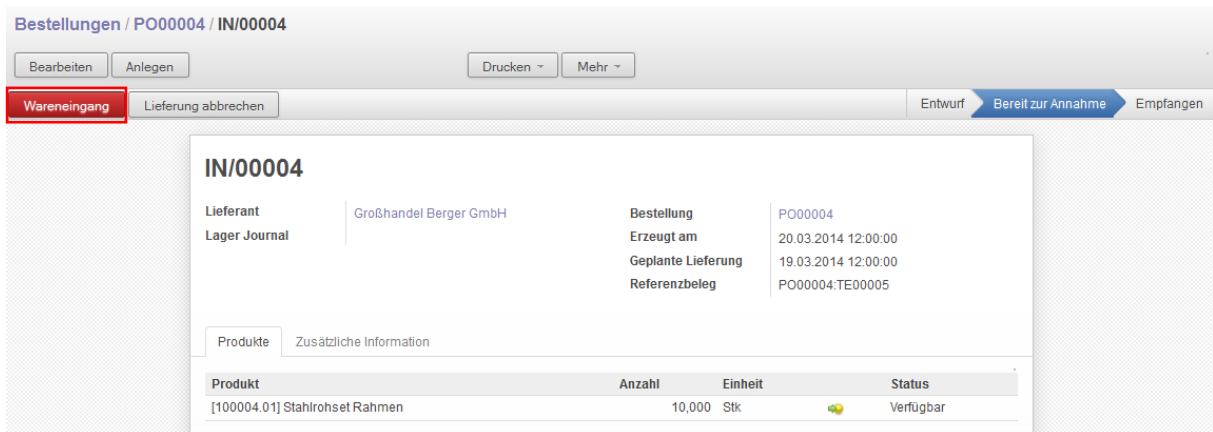 Bestellungen / PO00004 / IN/00004
Bearbeiten Anlegen Drucken Mehr
Wareneingang Lieferung abbrechen Entwurf Bereit zur Annahme Empfangen
IN/00004
Lieferant Großhandel Berger GmbH Bestellung PO00004
Lager Journal Erzeugt am 20.03.2014 12:00:00
Geplante Lieferung 19.03.2014 12:00:00
Referenzbeleg PO00004:TE00005
Produkte Zusätzliche Information
Produkt Anzahl Einheit Status
[100004.01] Stahlrohset Rahmen 10,000 Stk Verfügbar